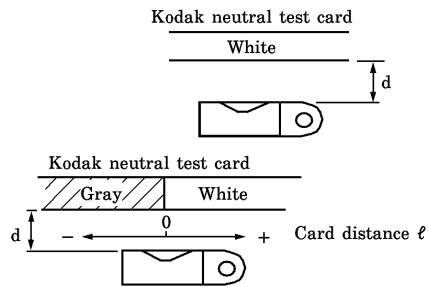 Kodak neutral test card
White
d
Kodak neutral test card
Gray White
0
d − + Card distance ℓ